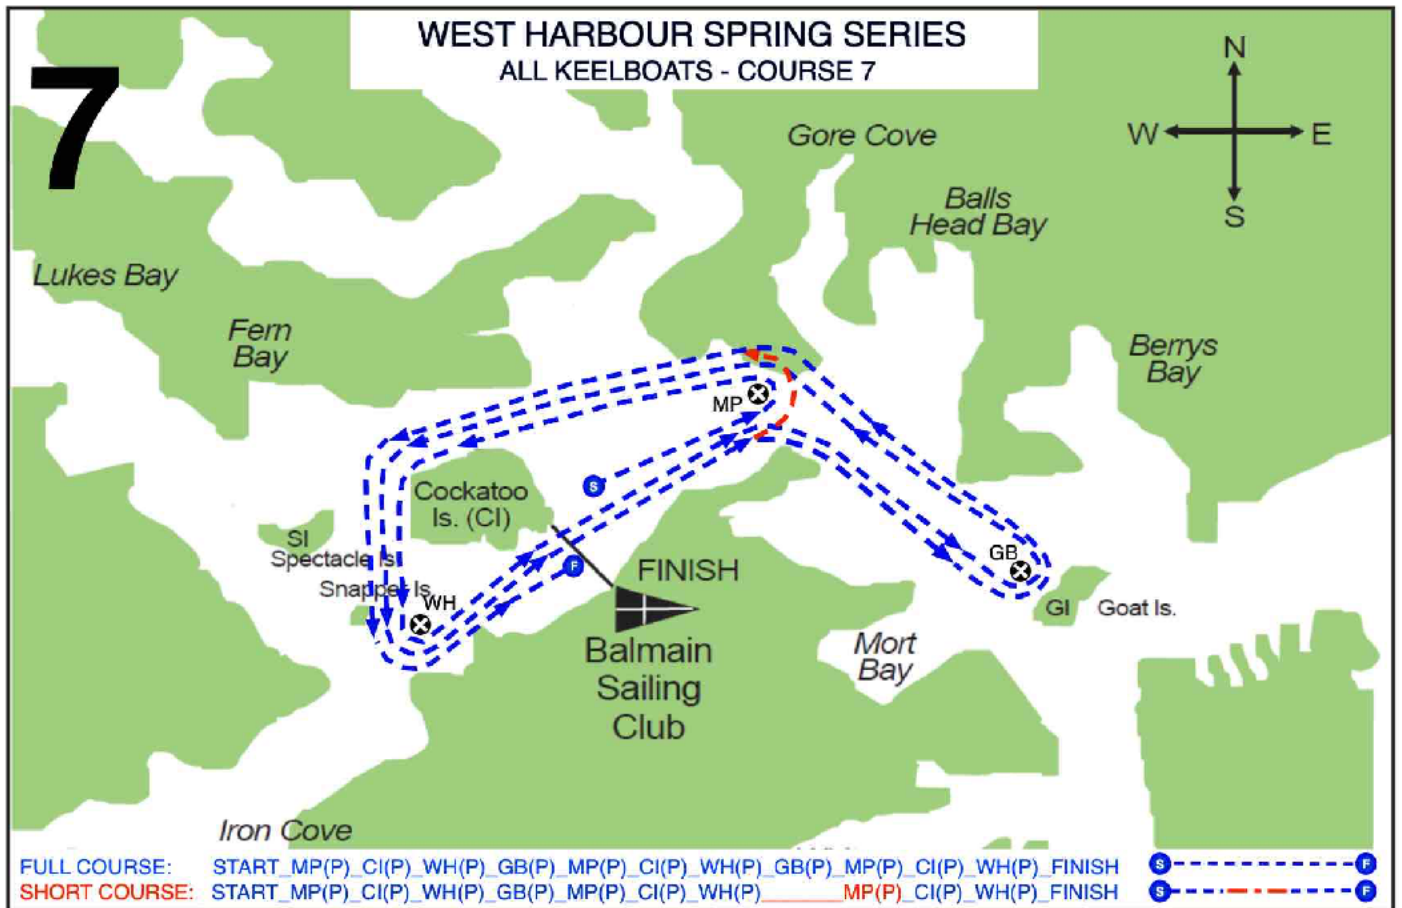 WEST HARBOUR SPRING SERIES
ALL KEELBOATS - COURSE 7
7
N
W
E
S
Gore Cove
Balls
Head Bay
Lukes Bay
Fern
Bay
Berrys
Bay
MP
Cockatoo
Is. (CI)
S
SI
Spectacle Is.
Snapper Is.
WH
F
FINISH
GB
GI
Goat Is.
Balmain
Sailing
Club
Mort
Bay
Iron Cove
FULL COURSE: START_MP(P)_CI(P)_WH(P)_GB(P)_MP(P)_CI(P)_WH(P)_GB(P)_MP(P)_CI(P)_WH(P)_FINISH S F
SHORT COURSE: START_MP(P)_CI(P)_WH(P)_GB(P)_MP(P)_CI(P)_WH(P)_______MP(P)_CI(P)_WH(P)_FINISH S F